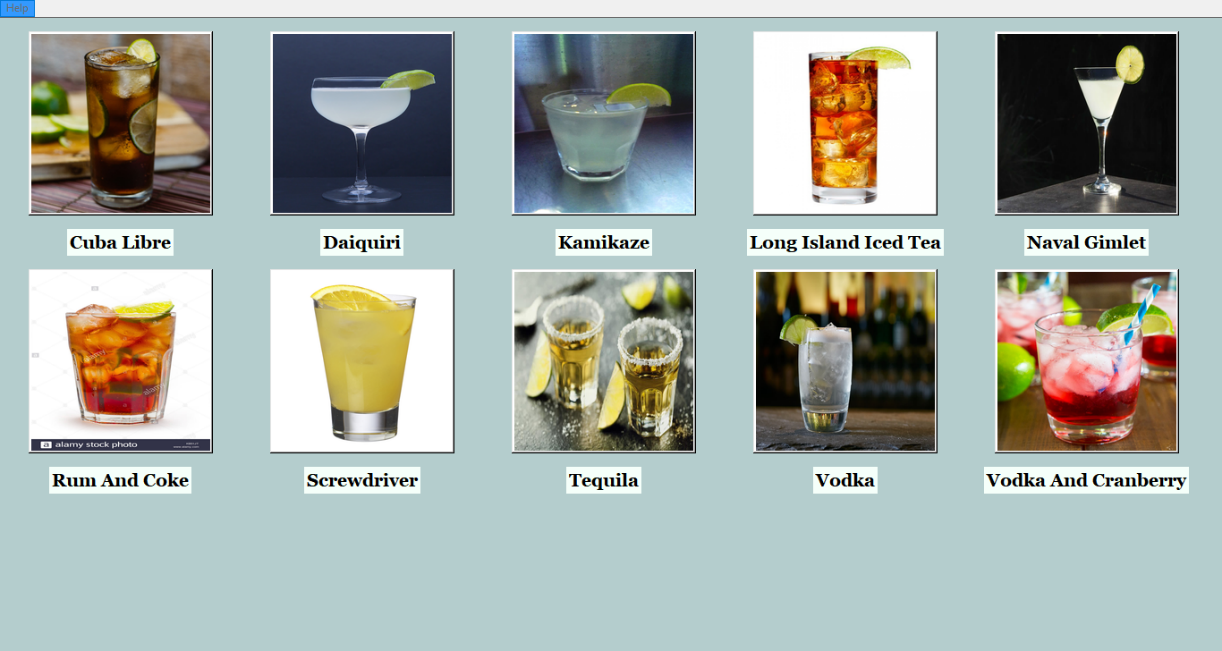 Help
Cuba Libre
Daiquiri
Kamikaze
Long Island Iced Tea
Naval Gimlet
a alamy stock photo
Rum And Coke
Screwdriver
Tequila
Vodka
Vodka And Cranberry